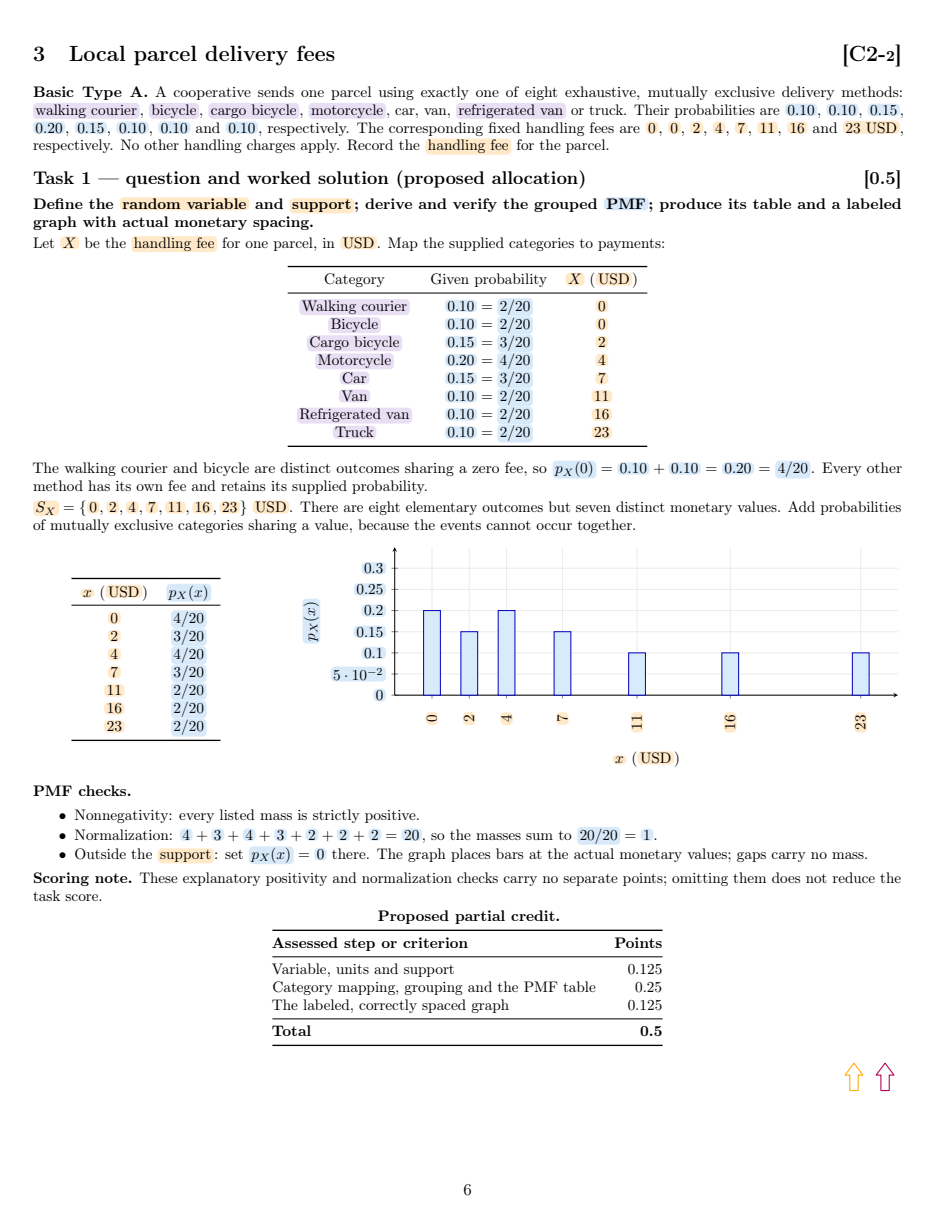 3 Local parcel delivery fees [C2-2]
Basic Type A. A cooperative sends one parcel using exactly one of eight exhaustive, mutually exclusive delivery methods:
walking courier, bicycle, cargo bicycle, motorcycle, car, van, refrigerated van or truck. Their probabilities are 0.10, 0.10, 0.15,
0.20, 0.15, 0.10, 0.10 and 0.10, respectively. The corresponding fixed handling fees are 0, 0, 2, 4, 7, 11, 16 and 23 USD,
respectively. No other handling charges apply. Record the handling fee for the parcel.
Task 1 — question and worked solution (proposed allocation) [0.5]
Define the random variable and support; derive and verify the grouped PMF; produce its table and a labeled
graph with actual monetary spacing.
Let X be the handling fee for one parcel, in USD. Map the supplied categories to payments:
Category Given probability X (USD)
Walking courier 0.10 = 2/20 0
Bicycle 0.10 = 2/20 0
Cargo bicycle 0.15 = 3/20 2
Motorcycle 0.20 = 4/20 4
Car 0.15 = 3/20 7
Van 0.10 = 2/20 11
Refrigerated van 0.10 = 2/20 16
Truck 0.10 = 2/20 23
The walking courier and bicycle are distinct outcomes sharing a zero fee, so pX(0) = 0.10 + 0.10 = 0.20 = 4/20. Every other
method has its own fee and retains its supplied probability.
SX = {0, 2, 4, 7, 11, 16, 23} USD. There are eight elementary outcomes but seven distinct monetary values. Add probabilities
of mutually exclusive categories sharing a value, because the events cannot occur together.
x (USD) pX(x)
0 4/20
2 3/20
4 4/20
7 3/20
11 2/20
16 2/20
23 2/20
pX(x)
0.3
0.25
0.2
0.15
0.1
5 · 10−2
0
0 2 4 7 11 16 23
x (USD)
PMF checks.
• Nonnegativity: every listed mass is strictly positive.
• Normalization: 4 + 3 + 4 + 3 + 2 + 2 + 2 = 20, so the masses sum to 20/20 = 1.
• Outside the support: set pX(x) = 0 there. The graph places bars at the actual monetary values; gaps carry no mass.
Scoring note. These explanatory positivity and normalization checks carry no separate points; omitting them does not reduce the
task score.
Proposed partial credit.
Assessed step or criterion Points
Variable, units and support 0.125
Category mapping, grouping and the PMF table 0.25
The labeled, correctly spaced graph 0.125
Total 0.5
6